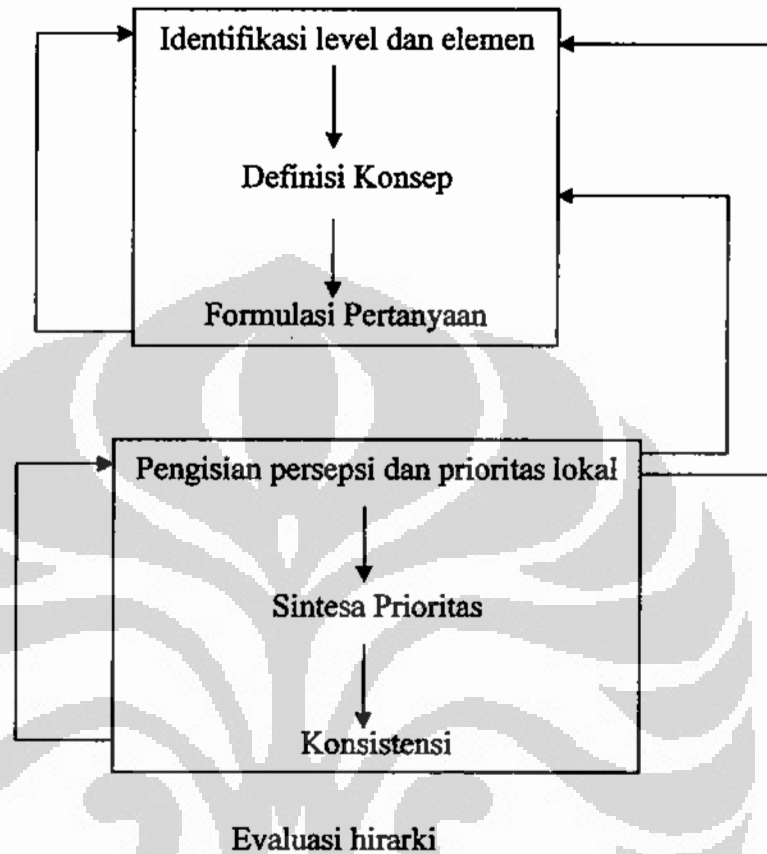 Identifikasi level dan elemen
Definisi Konsep
Formulasi Pertanyaan
Pengisian persepsi dan prioritas lokal
Sintesa Prioritas
Konsistensi
Evaluasi hirarki